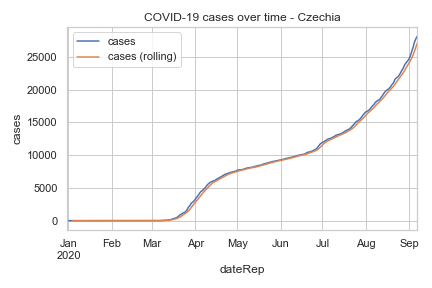 COVID-19 cases over time - Czechia
cases
cases (rolling)
25000
20000
15000
10000
5000
0
cases
Jan Feb Mar Apr May Jun Jul Aug Sep
2020
dateRep